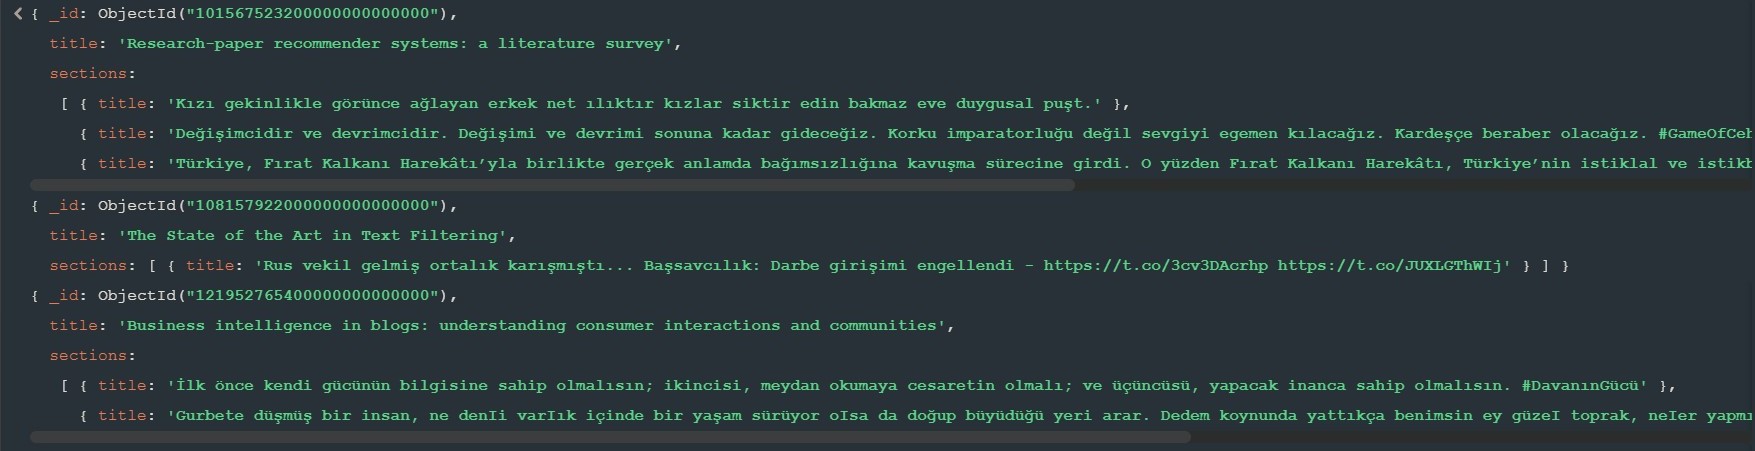 { _id: ObjectId("101567523200000000000000"),
title: 'Research-paper recommender systems: a literature survey',
sections:
[ { title: 'Kızı gekinlikle görünce ağlayan erkek net ılıktır kızlar siktir edin bakmaz eve duygusal puşt.' },
{ title: 'Değişimcidir ve devrimcidir. Değişimi ve devrimi sonuna kadar gideceğiz. Korku imparatorluğu değil sevgiyi egemen kılacağız. Kardeşçe beraber olacağız.
{ title: 'Türkiye, Fırat Kalkanı Harekâtı’yla birlikte gerçek anlamda bağımsızlığına kavuşma sürecine girdi. O yüzden Fırat Kalkanı Harekâtı, Türkiye’nin istiklal ve
{ _id: ObjectId("108157922000000000000000"),
title: 'The State of the Art in Text Filtering',
sections: [ { title: 'Rus vekil gelmiş ortalık karışmıştı... Başsavcılık: Darbe girişimi engellendi - https://t.co/3cv3DAcrhp https://t.co/JUXLGThWIj' } ] }
{ _id: ObjectId("121952765400000000000000"),
title: 'Business intelligence in blogs: understanding consumer interactions and communities',
sections:
[ { title: 'İlk önce kendi gücünün bilgisine sahip olmalısın; ikincisi, meydan okumaya cesaretin olmalı; ve üçüncüsü, yapacak inanca sahip olmalısın. #DavanınGücü' },
{ title: 'Gurbete düşmüş bir insan, ne denIi varIık içinde bir yaşam sürüyor oIsa da doğup büyüdüğü yeri arar. Dedem koynunda yattıkça benimsin ey güzeI toprak, neIer